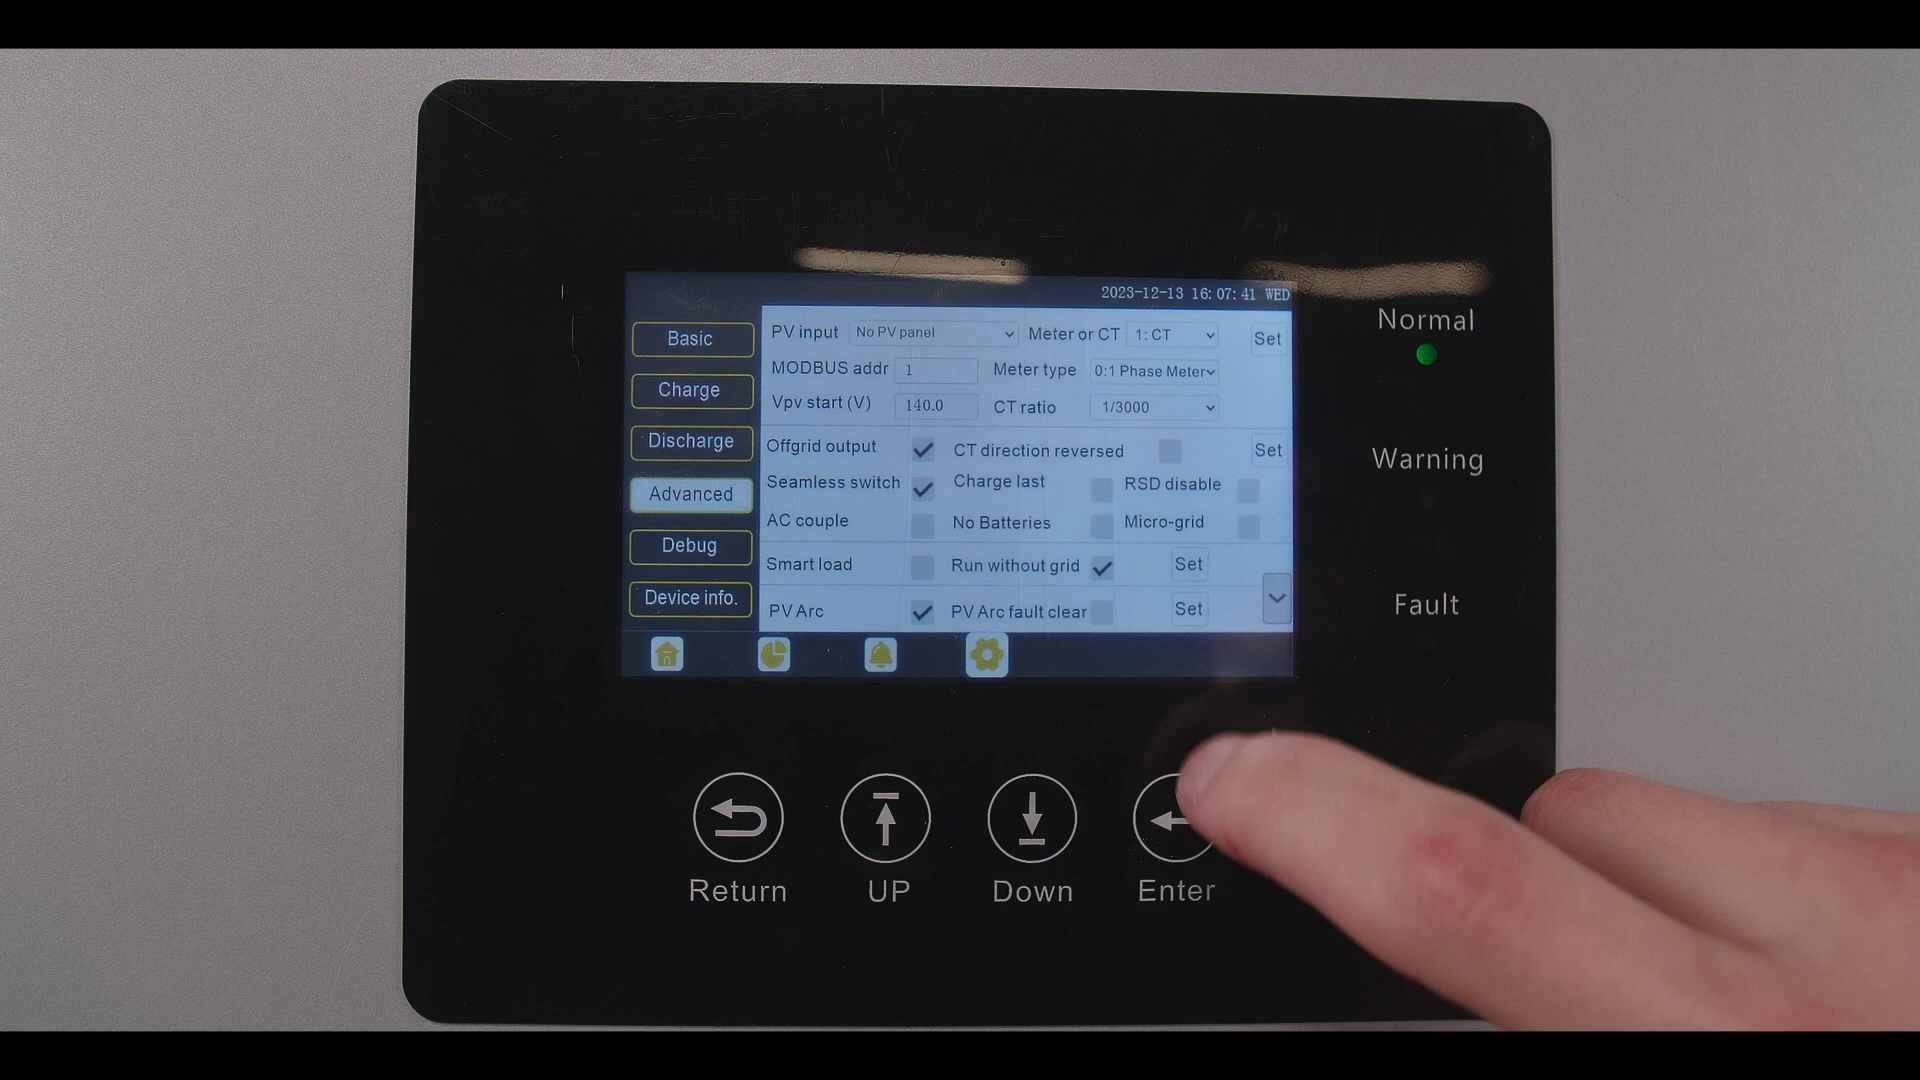 2023-12-13 16:07:41 WED
Basic
Charge
Discharge
Advanced
Debug
Device info.
PV input No PV panel Meter or CT 1: CT Set
MODBUS addr 1 Meter type 0:1 Phase Meter
Vpv start (V) 140.0 CT ratio 1/3000
Offgrid output CT direction reversed Set
Seamless switch Charge last RSD disable
AC couple No Batteries Micro-grid
Smart load Run without grid Set
PV Arc PV Arc fault clear Set
Normal
Warning
Fault
Return UP Down Enter